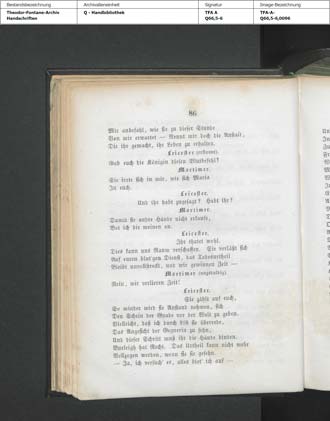 Bestandsbezeichnung
Archivalieneinheit
Signatur
Image-Bezeichnung
Theodor-Fontane-Archiv
Handschriften
Q - Handbibliothek
TFA A
Q66,5-6
TFA-A-
Q66,5-6,0096
86
Mir anbefahl, wie sie zu dieser Stunde
Von mir erwartet — Nennt mir doch die Anstalt,
Die ihr gemacht, ihr Leben zu erhalten.
Leicester
Gab euch die Königin diesen Blutbefehl?
Mortimer.
Sie irrte sich in mir, wie sich Maria
In euch.
Leicester.
Und ihr habt zugesagt? Habt ihr?
Mortimer.
Damit sie andre Hände nicht erkaufe,
Bot ich die meinen an.
Leicester.
Ihr thatet wohl.
Dies kann uns Raum verschaffen. Sie verläßt sich
Auf euren blut'gen Dienst, das Todesurtheil
Bleibt unvollstreckt, und wir gewinnen Zeit —
Mortimer (ungeduldig).
Nein, wir verlieren Zeit!
Leicester.
Sie zählt auf euch,
So minder wird sie Anstand nehmen, sich
Den Schein der Gnade vor der Welt zu geben.
Vielleicht, daß ich durch List sie überrede,
Das Angesicht der Gegnerin zu sehn,
Und dieser Schritt muß ihr die Hände binden.
Burleigh hat Recht. Das Urtheil kann nicht mehr
Vollzogen werden, wenn sie sie gesehn.
— Ja, ich versuch' es, alles biet' ich auf —